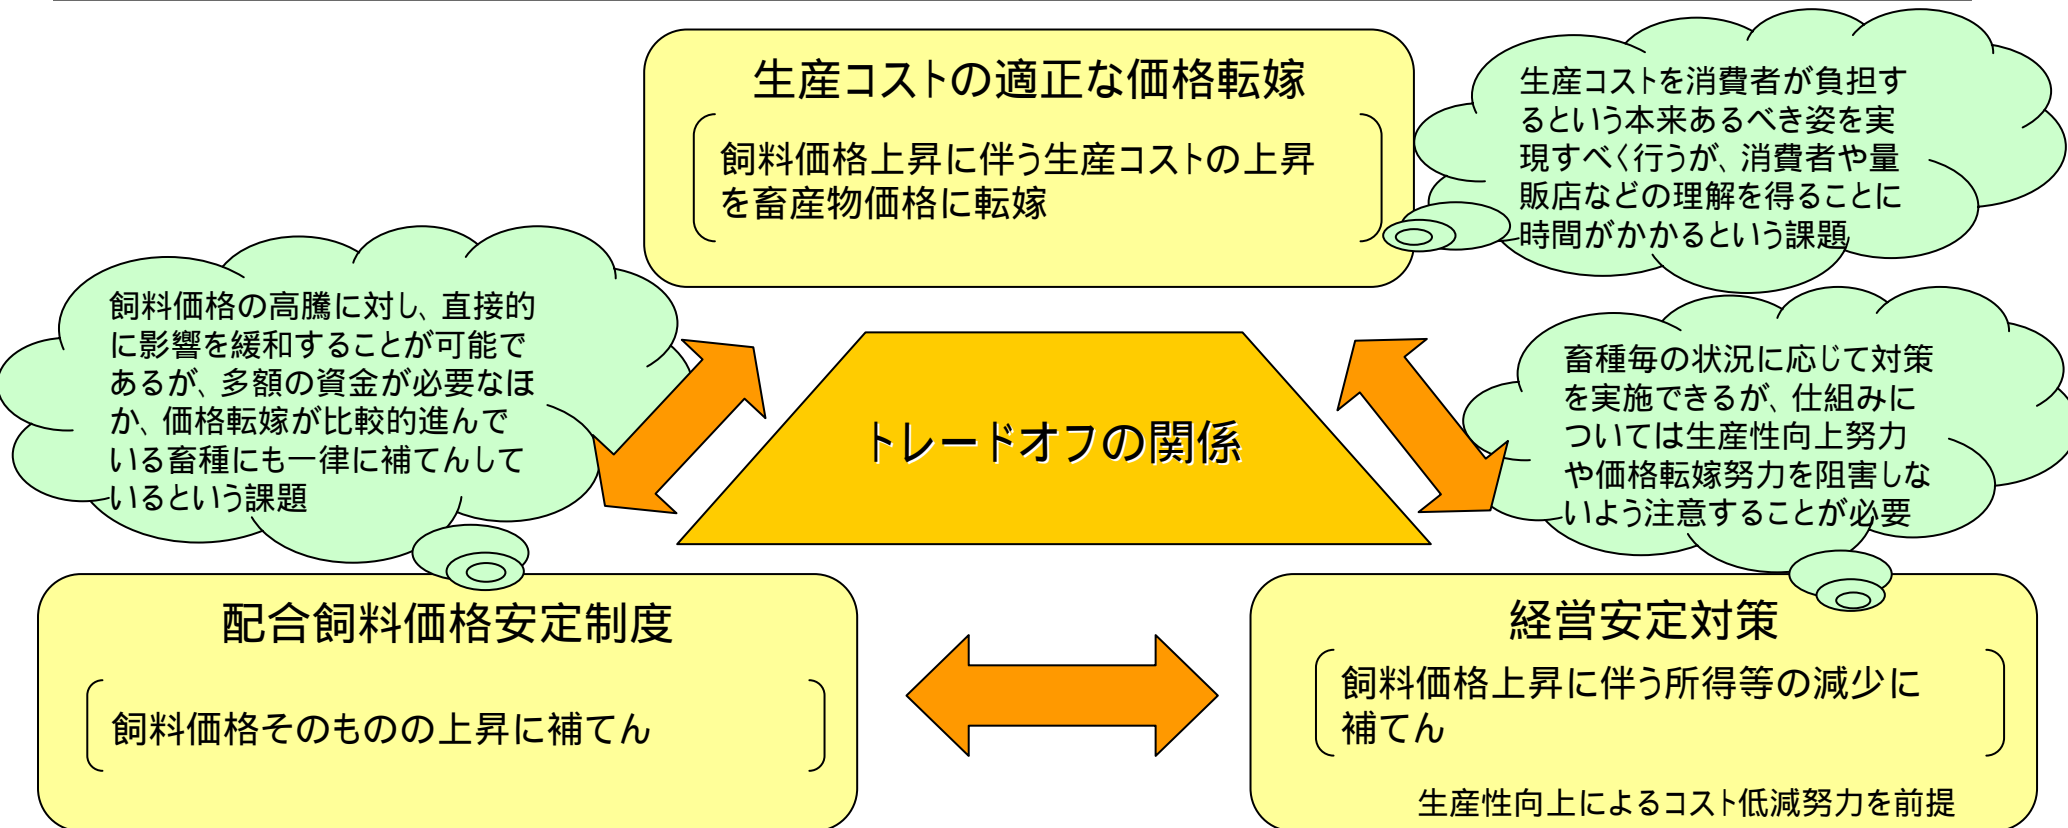 生産コストの適正な価格転嫁
飼料価格上昇に伴う生産コストの上昇
を畜産物価格に転嫁
生産コストを消費者が負担す
るという本来あるべき姿を実
現すべく行うが、消費者や量
販店などの理解を得ることに
時間がかかるという課題
飼料価格の高騰に対し、直接的
に影響を緩和することが可能で
あるが、多額の資金が必要なほ
か、価格転嫁が比較的進んで
いる畜種にも一律に補てんして
いるという課題
トレードオフの関係
畜種毎の状況に応じて対策
を実施できるが、仕組みに
ついては生産性向上努力
や価格転嫁努力を阻害しな
いよう注意することが必要
配合飼料価格安定制度
飼料価格そのものの上昇に補てん
経営安定対策
飼料価格上昇に伴う所得等の減少に
補てん
生産性向上によるコスト低減努力を前提